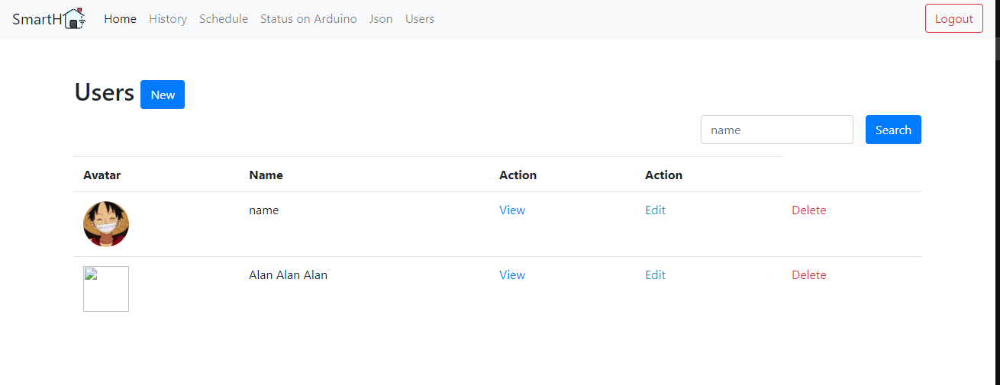 SmartH Home History Schedule Status on Arduino Json Users Logout
Users New
name Search
Avatar Name Action Action
name View Edit Delete
Alan Alan Alan View Edit Delete